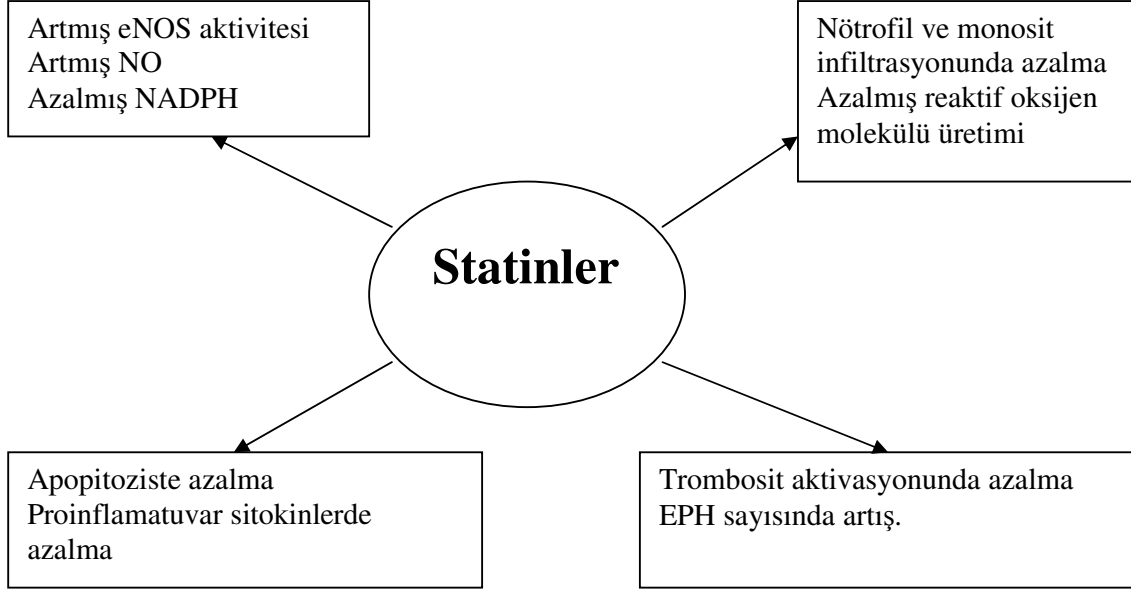 Artmış eNOS aktivitesi
Artmış NO
Azalmış NADPH
Nötrofil ve monosit
infiltrasyonunda azalma
Azalmış reaktif oksijen
molekülü üretimi
Statinler
Apopitoziste azalma
Proinflamatuvar sitokinlerde
azalma
Trombosit aktivasyonunda azalma
EPH sayısında artış.